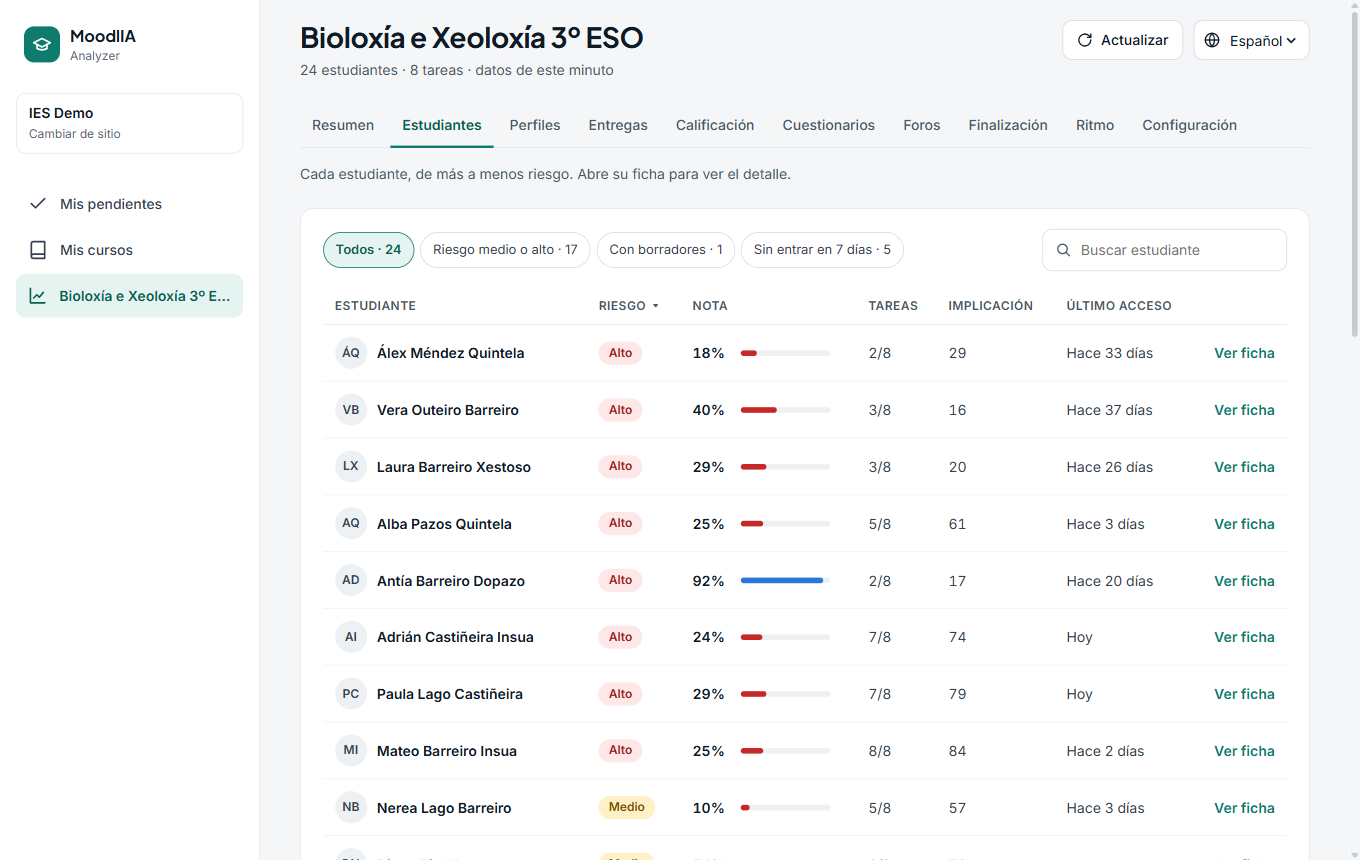 MoodlIA
Analyzer
IES Demo
Cambiar de sitio
Mis pendientes
Mis cursos
Bioloxía e Xeoloxía 3º E...
Bioloxía e Xeoloxía 3º ESO
24 estudiantes · 8 tareas · datos de este minuto
Actualizar
Español
Resumen Estudiantes Perfiles Entregas Calificación Cuestionarios Foros Finalización Ritmo Configuración
Cada estudiante, de más a menos riesgo. Abre su ficha para ver el detalle.
Todos · 24 Riesgo medio o alto · 17 Con borradores · 1 Sin entrar en 7 días · 5 Buscar estudiante
ESTUDIANTE RIESGO NOTA TAREAS IMPLICACIÓN ÚLTIMO ACCESO
ÁQ Álex Méndez Quintela Alto 18% 2/8 29 Hace 33 días Ver ficha
VB Vera Outeiro Barreiro Alto 40% 3/8 16 Hace 37 días Ver ficha
LX Laura Barreiro Xestoso Alto 29% 3/8 20 Hace 26 días Ver ficha
AQ Alba Pazos Quintela Alto 25% 5/8 61 Hace 3 días Ver ficha
AD Antía Barreiro Dopazo Alto 92% 2/8 17 Hace 20 días Ver ficha
AI Adrián Castiñeira Insua Alto 24% 7/8 74 Hoy Ver ficha
PC Paula Lago Castiñeira Alto 29% 7/8 79 Hoy Ver ficha
MI Mateo Barreiro Insua Alto 25% 8/8 84 Hace 2 días Ver ficha
NB Nerea Lago Barreiro Medio 10% 5/8 57 Hace 3 días Ver ficha